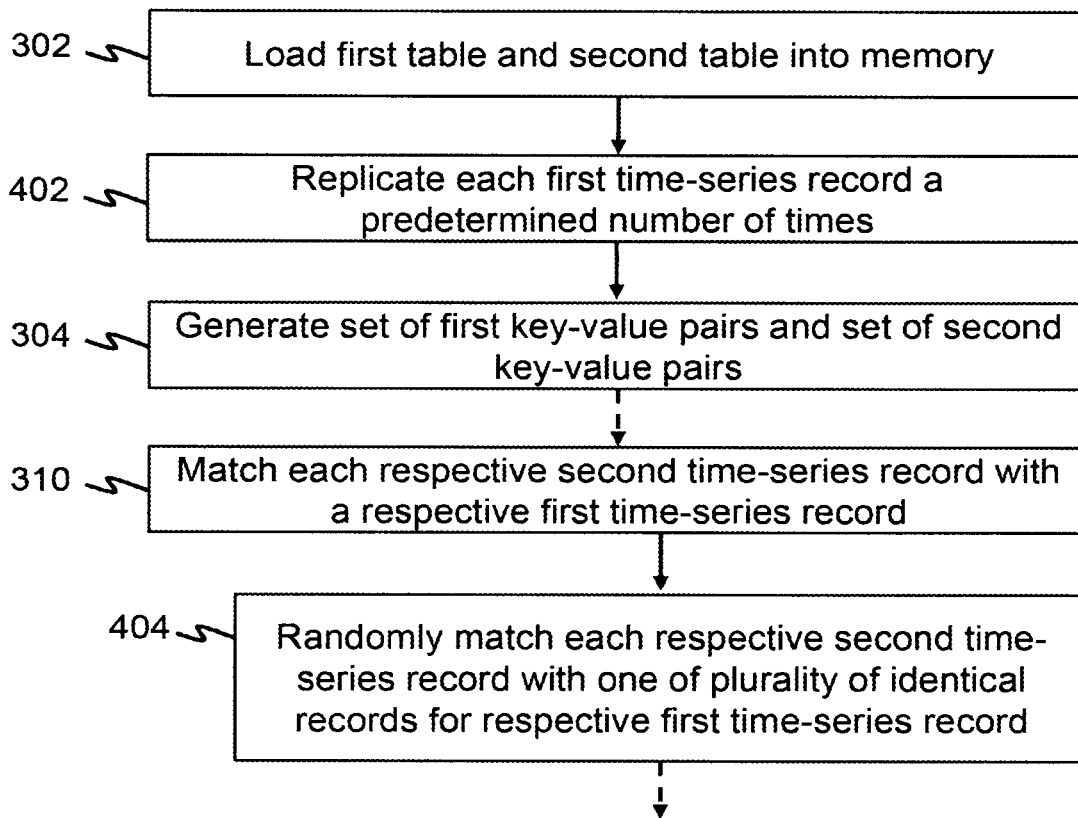 302
Load first table and second table into memory
402
Replicate each first time-series record a
predetermined number of times
304
Generate set of first key-value pairs and set of second
key-value pairs
310
Match each respective second time-series record with
a respective first time-series record
404
Randomly match each respective second time-
series record with one of plurality of identical
records for respective first time-series record